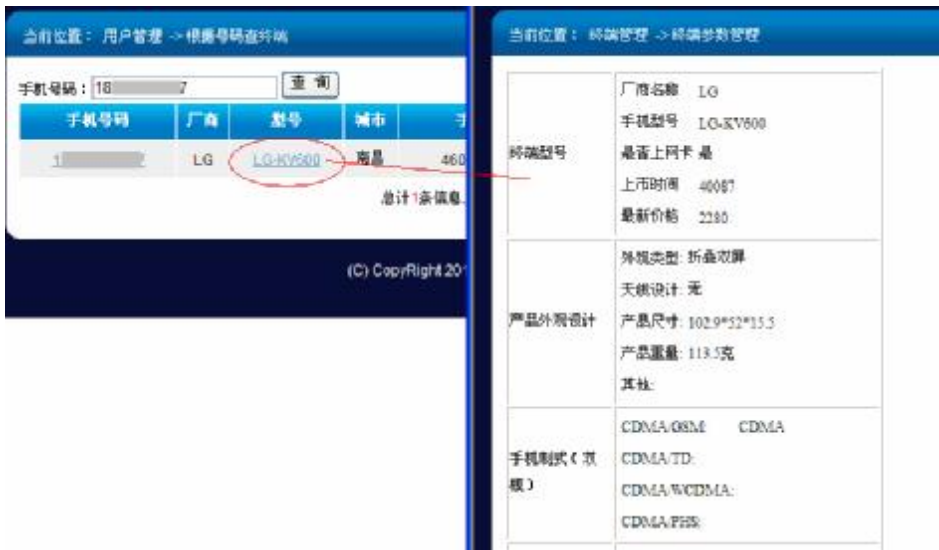 当前位置： 用户管理 ->根据号码查终端
手机号码：18 7 查 询
手机号码 厂商 型号 城市 手
1 LG LG-KV600 南昌 460
总计1条信息.
(C) CopyRight 201
当前位置： 终端管理 ->终端参数管理
终端型号
厂商名称 LG
手机型号 LG-KV600
是否上网卡 是
上市时间 40087
最新价格 2280
产品外观设计
外观类型: 折叠双屏
天线设计: 无
产品尺寸: 102.9*52*15.5
产品重量: 113.5克
其他:
手机制式（双
模）
CDMA/GSM: CDMA
CDMA/TD:
CDMA/WCDMA:
CDMA/PHS: